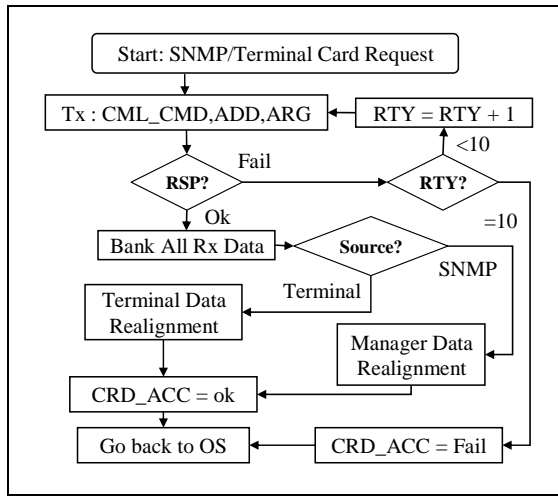 Start: SNMP/Terminal Card Request
Tx : CML_CMD,ADD,ARG
RTY = RTY + 1
<10
Fail
RSP?
RTY?
Ok
=10
Bank All Rx Data
Source?
SNMP
Terminal
Terminal Data
Realignment
Manager Data
Realignment
CRD_ACC = ok
Go back to OS
CRD_ACC = Fail